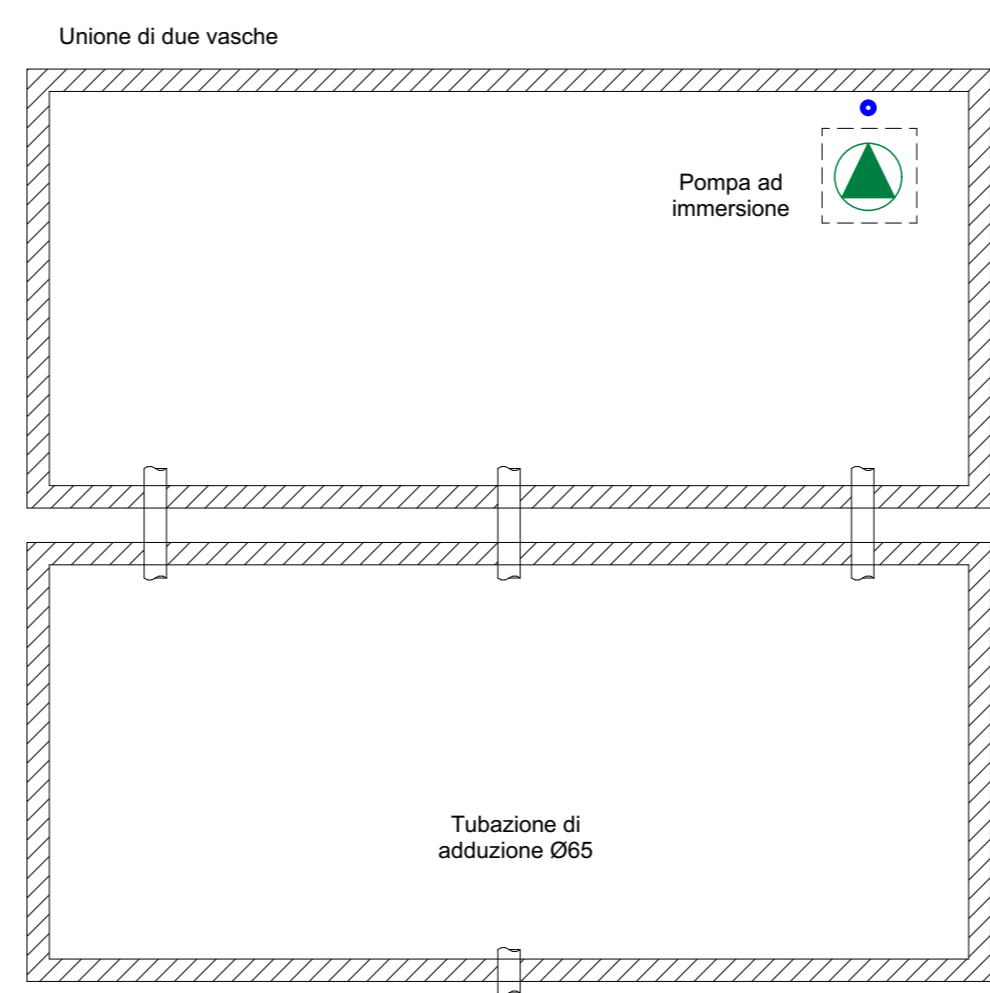 Unione di due vasche
Pompa ad
immersione
Tubazione di
adduzione Ø65